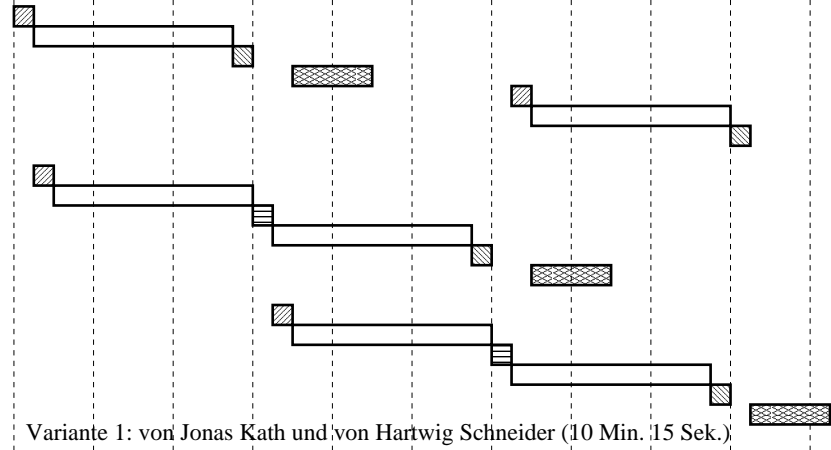 Variante 1: von Jonas Kath und von Hartwig Schneider (10 Min. 15 Sek.)